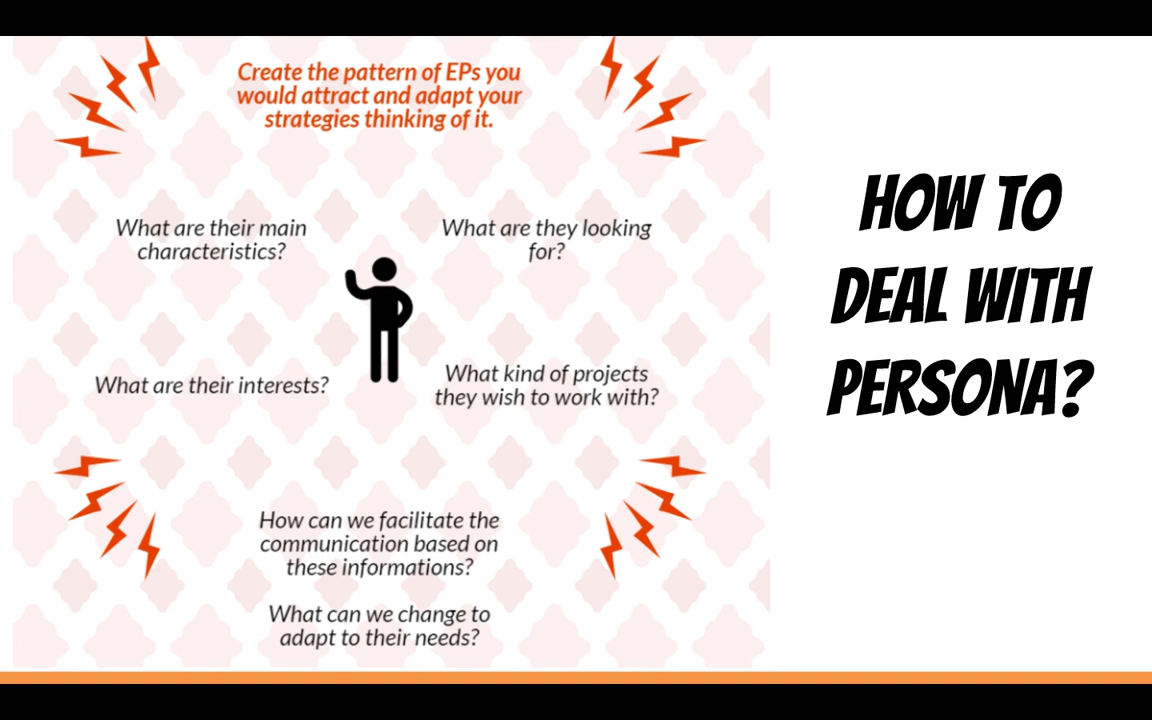 Create the pattern of EPs you
would attract and adapt your
strategies thinking of it.
What are their main
characteristics?
What are they looking
for?
What are their interests?
What kind of projects
they wish to work with?
How can we facilitate the
communication based on
these informations?
What can we change to
adapt to their needs?
HOW TO
DEAL WITH
PERSONA?